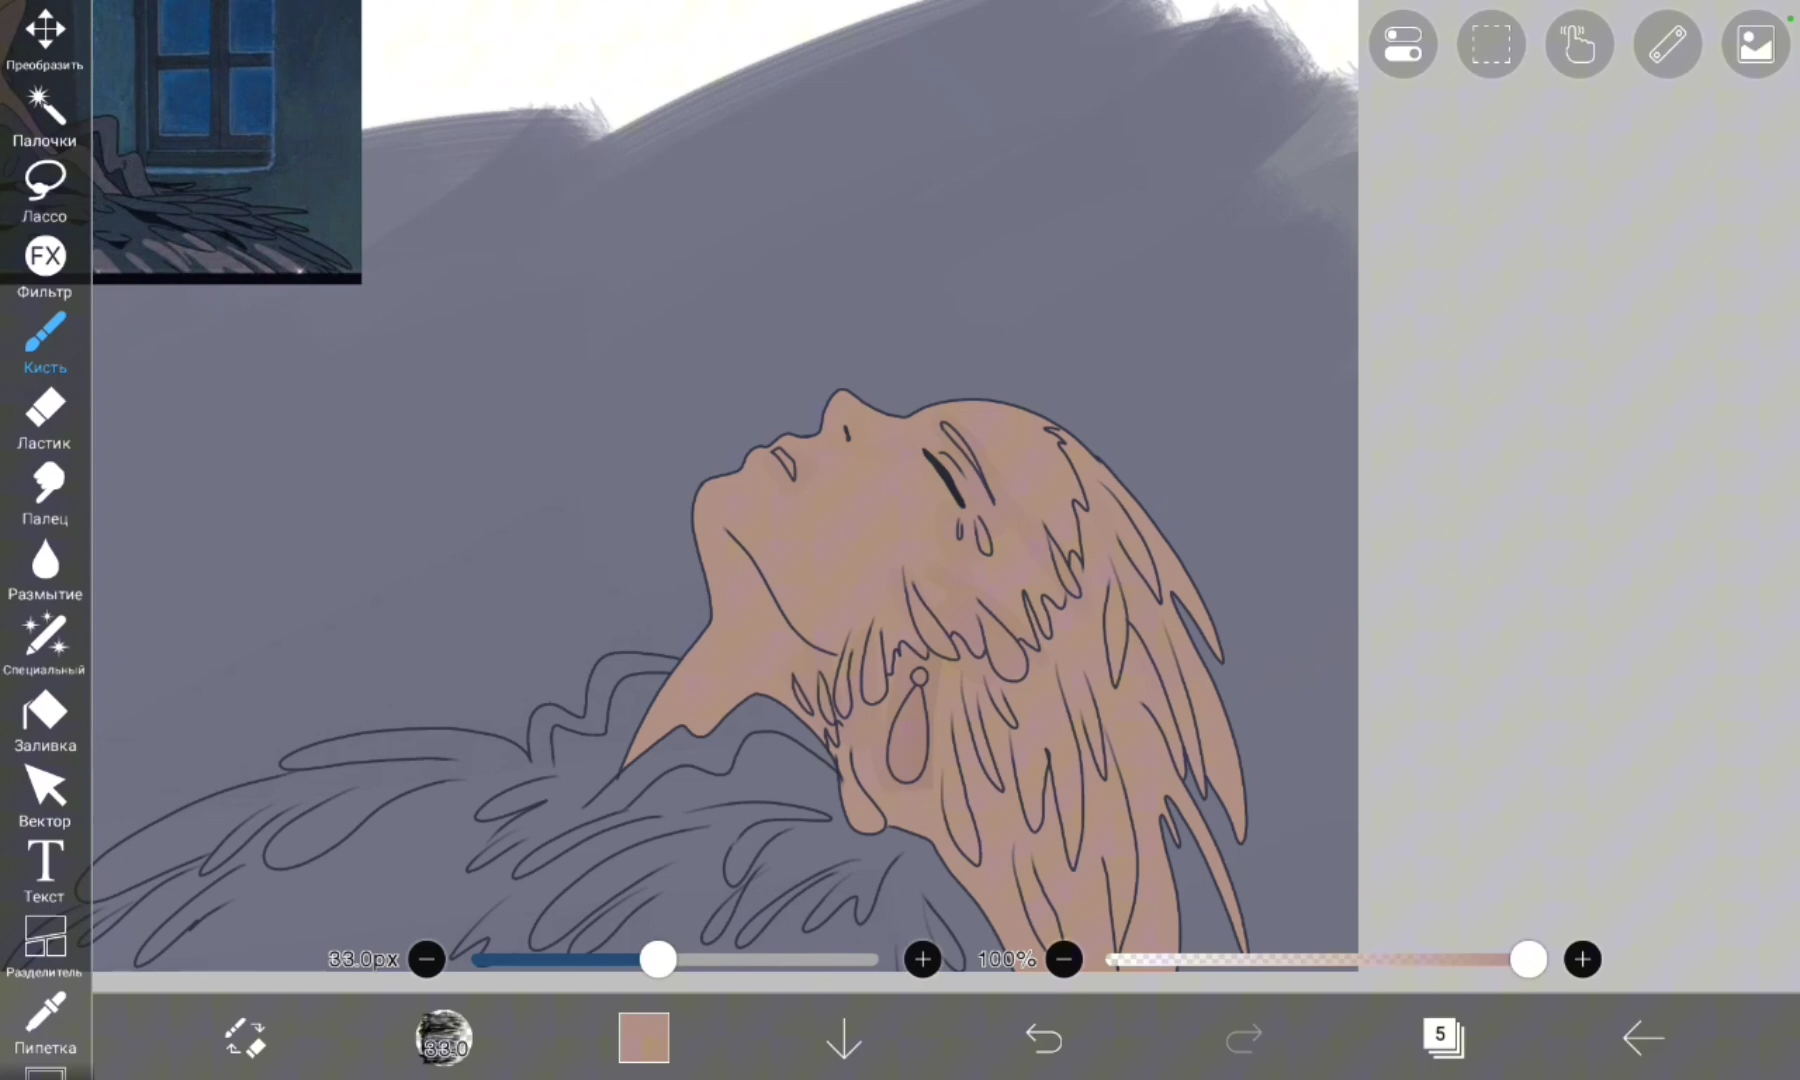 Преобразить
Палочки
Лассо
FX
Фильтр
Кисть
Ластик
Палец
Размытие
Специальный
Заливка
Вектор
T
Текст
Разделитель
Пипетка
33.0px
100%
33.0
5